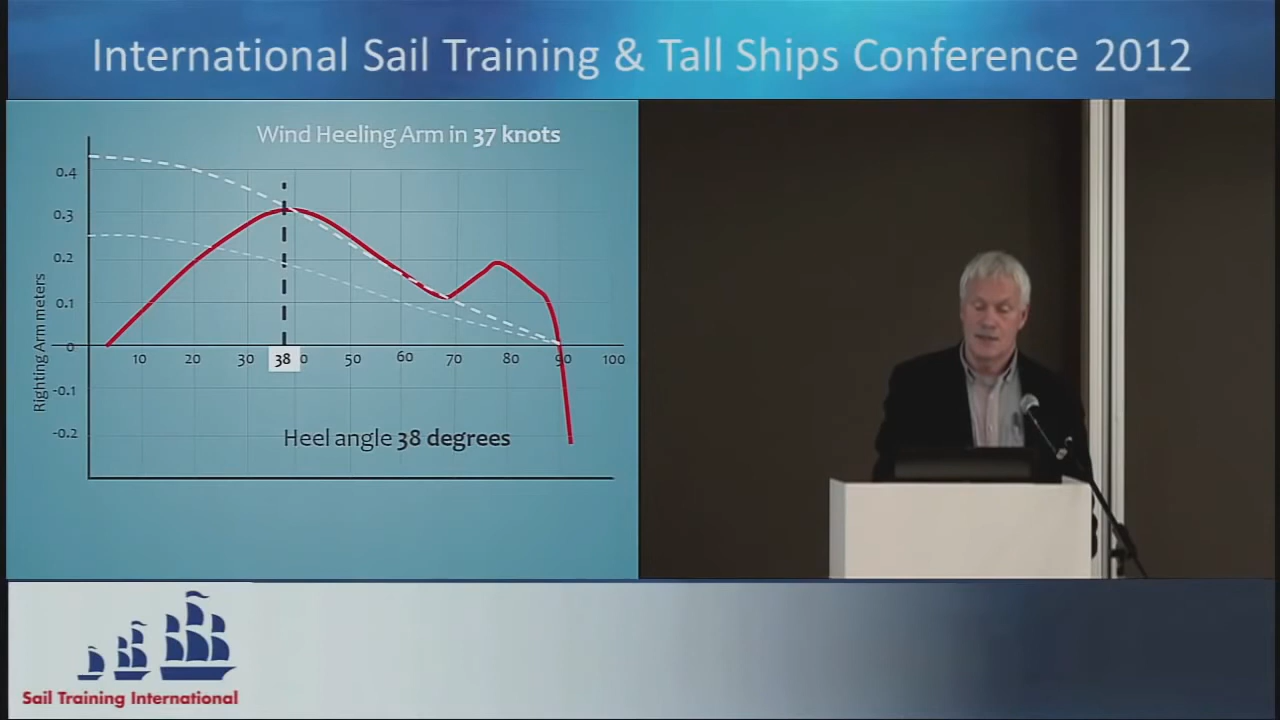 International Sail Training & Tall Ships Conference 2012
Wind Heeling Arm in 37 knots
0.4
0.3
0.2
0.1
0
-0.1
-0.2
Righting Arm meters
10 20 30 38 0 50 60 70 80 90 100
Heel angle 38 degrees
Sail Training International